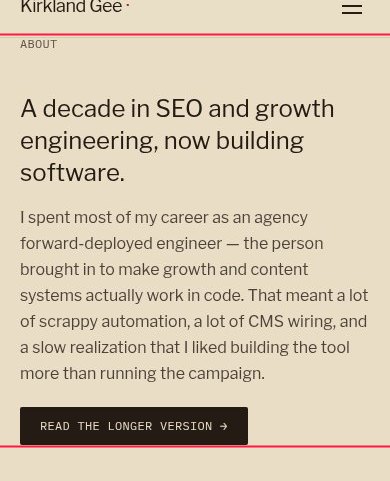 Kirkland Gee
ABOUT
A decade in SEO and growth
engineering, now building
software.
I spent most of my career as an agency
forward-deployed engineer — the person
brought in to make growth and content
systems actually work in code. That meant a lot
of scrappy automation, a lot of CMS wiring, and
a slow realization that I liked building the tool
more than running the campaign.
READ THE LONGER VERSION →